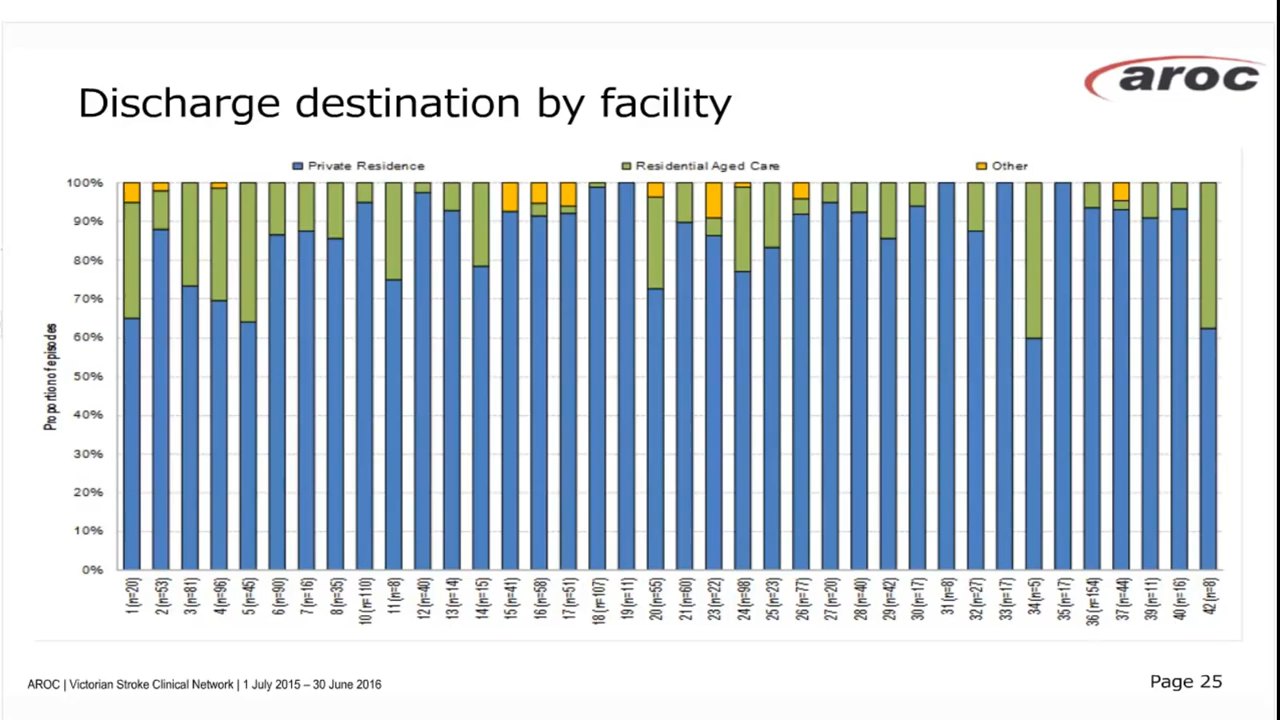 aroc
Discharge destination by facility
Private Residence Residential Aged Care Other
100%
90%
80%
70%
60%
50%
40%
30%
20%
10%
0%
Proportion of episodes
1 (n=20)
2 (n=53)
3 (n=81)
4 (n=96)
5 (n=45)
6 (n=90)
7 (n=16)
8 (n=35)
10 (n=110)
11 (n=8)
12 (n=40)
13 (n=14)
14 (n=15)
15 (n=41)
16 (n=58)
17 (n=51)
18 (n=107)
19 (n=11)
20 (n=55)
21 (n=60)
23 (n=22)
24 (n=98)
25 (n=23)
26 (n=77)
27 (n=20)
28 (n=40)
29 (n=42)
30 (n=17)
31 (n=8)
32 (n=27)
33 (n=17)
34 (n=5)
35 (n=17)
36 (n=154)
37 (n=44)
39 (n=11)
40 (n=16)
42 (n=8)
AROC | Victorian Stroke Clinical Network | 1 July 2015 – 30 June 2016
Page 25